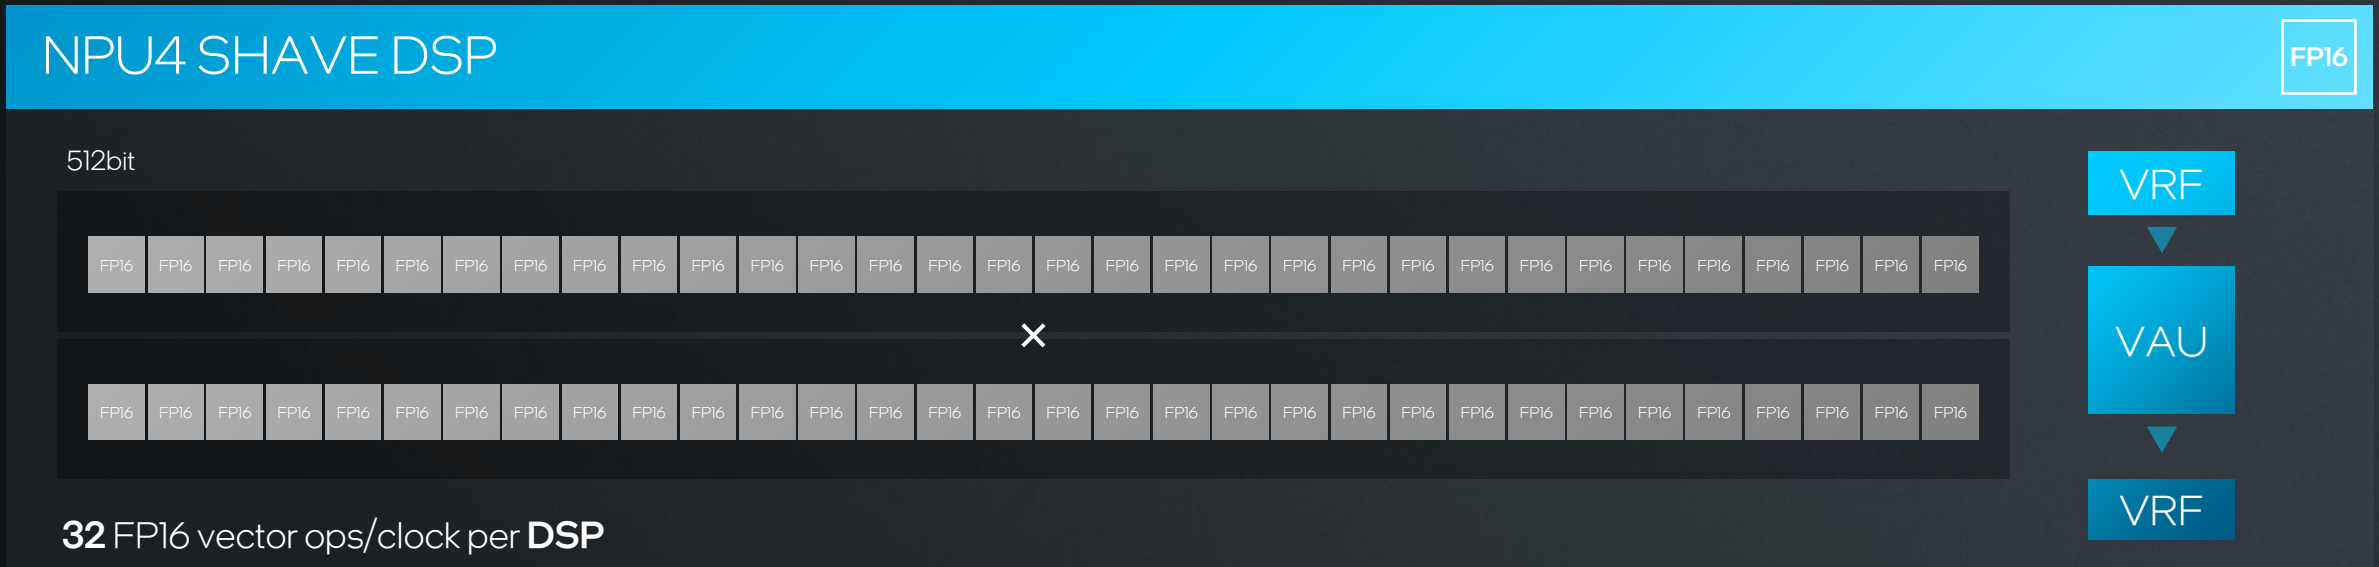 NPU4 SHAVE DSP
FP16
512bit
FP16 FP16 FP16 FP16 FP16 FP16 FP16 FP16 FP16 FP16 FP16 FP16 FP16 FP16 FP16 FP16 FP16 FP16 FP16 FP16 FP16 FP16 FP16 FP16 FP16 FP16 FP16 FP16 FP16 FP16 FP16 FP16
×
FP16 FP16 FP16 FP16 FP16 FP16 FP16 FP16 FP16 FP16 FP16 FP16 FP16 FP16 FP16 FP16 FP16 FP16 FP16 FP16 FP16 FP16 FP16 FP16 FP16 FP16 FP16 FP16 FP16 FP16 FP16 FP16
32 FP16 vector ops/clock per DSP
VRF
VAU
VRF